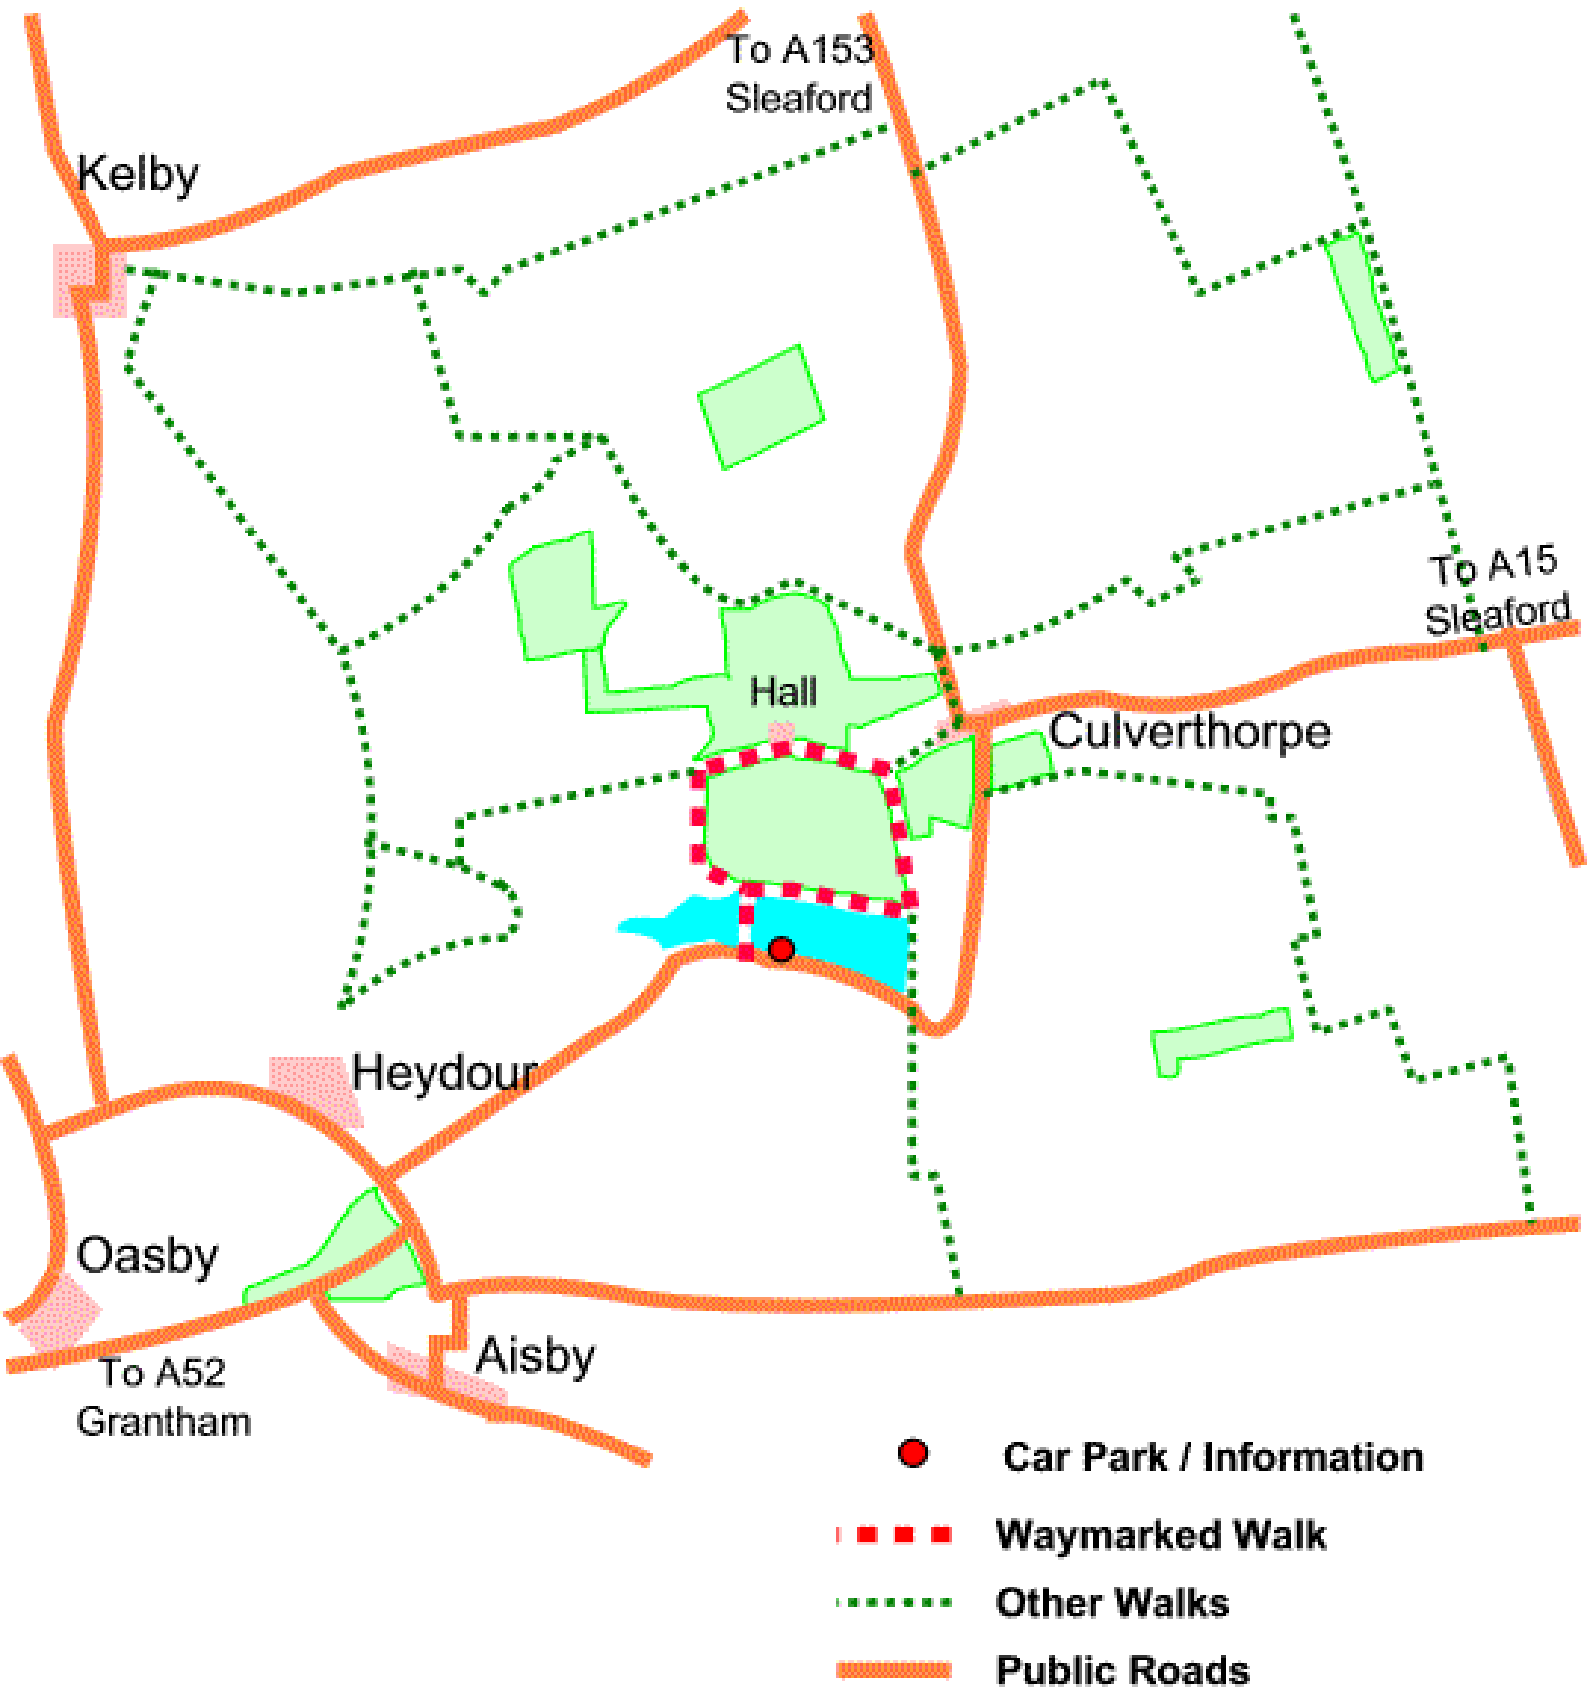 To A153
Sleaford
Kelby
To A15
Sleaford
Hall
Culverthorpe
Heydour
Oasby
Aisby
To A52
Grantham
Car Park / Information
Waymarked Walk
Other Walks
Public Roads